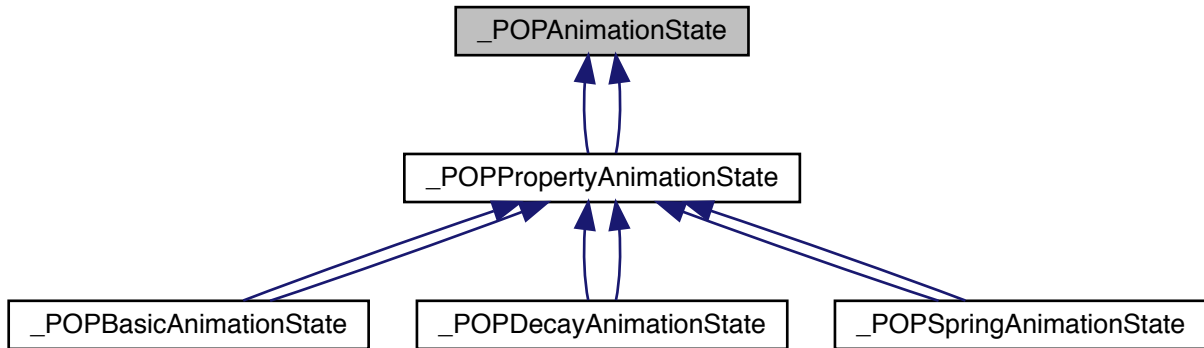 _POPAnimationState
_POPPropertyAnimationState
_POPBasicAnimationState
_POPDecayAnimationState
_POPSpringAnimationState